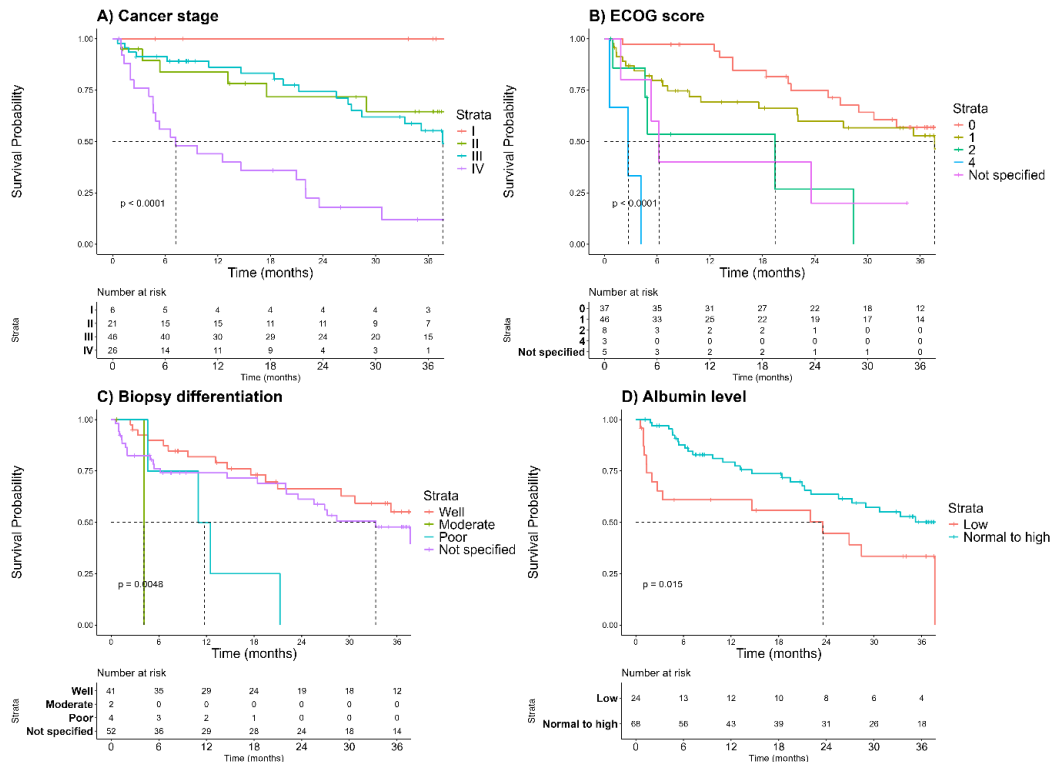 A) Cancer stage
Survival Probability
1.00
0.75
0.50
0.25
0.00
p < 0.0001
0 6 12 18 24 30 36
Time (months)
Strata
I
II
III
IV
Number at risk
Strata
I 6 5 4 4 4 4 3
II 21 15 15 11 11 9 7
III 46 40 30 29 24 20 15
IV 26 14 11 9 4 3 1
0 6 12 18 24 30 36
Time (months)
B) ECOG score
Survival Probability
1.00
0.75
0.50
0.25
0.00
p < 0.0001
0 6 12 18 24 30 36
Time (months)
Strata
0
1
2
4
Not specified
Number at risk
Strata
0 37 35 31 27 22 18 12
1 46 33 25 22 19 17 14
2 8 3 2 2 1 0 0
4 3 0 0 0 0 0 0
Not specified 5 3 2 2 1 1 0
0 6 12 18 24 30 36
Time (months)
C) Biopsy differentiation
Survival Probability
1.00
0.75
0.50
0.25
0.00
p = 0.0048
0 6 12 18 24 30 36
Time (months)
Strata
Well
Moderate
Poor
Not specified
Number at risk
Strata
Well 41 35 29 24 19 18 12
Moderate 2 0 0 0 0 0 0
Poor 4 3 2 1 0 0 0
Not specified 52 36 29 28 24 18 14
0 6 12 18 24 30 36
Time (months)
D) Albumin level
Survival Probability
1.00
0.75
0.50
0.25
0.00
p = 0.015
0 6 12 18 24 30 36
Time (months)
Strata
Low
Normal to high
Number at risk
Strata
Low 24 13 12 10 8 6 4
Normal to high 68 56 43 39 31 26 18
0 6 12 18 24 30 36
Time (months)